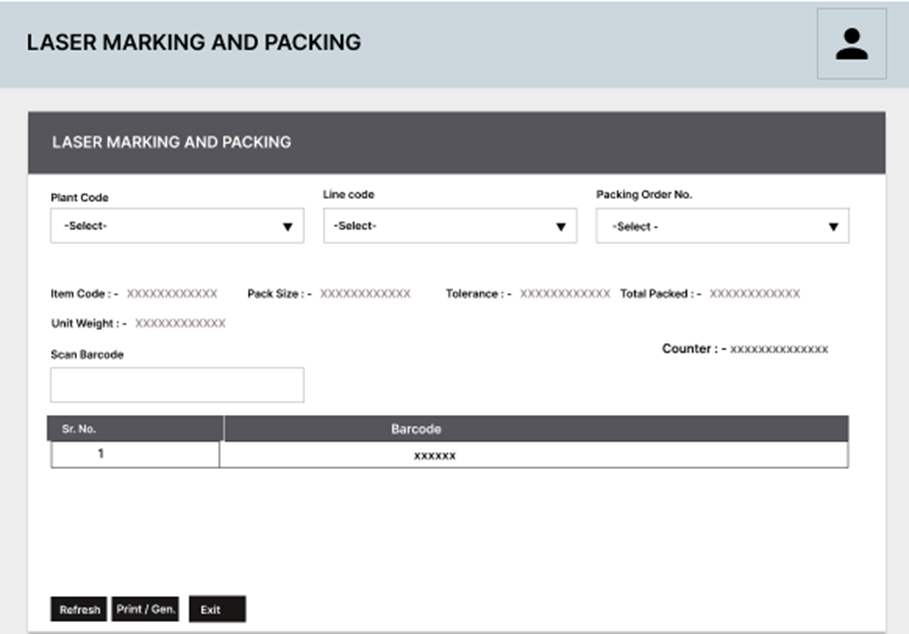 LASER MARKING AND PACKING
LASER MARKING AND PACKING
Plant Code Line code Packing Order No.
-Select- -Select- -Select -
Item Code : - XXXXXXXXXXXX Pack Size : - XXXXXXXXXXXX Tolerance : - XXXXXXXXXXXX Total Packed : - XXXXXXXXXXXX
Unit Weight : - XXXXXXXXXXXX
Counter : - xxxxxxxxxxxxxx
Scan Barcode
Sr. No. Barcode
1 xxxxxx
Refresh Print / Gen. Exit